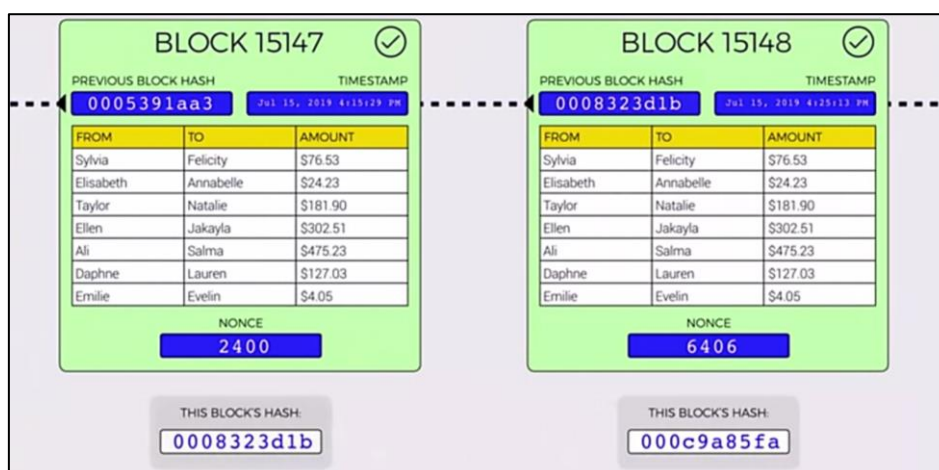 BLOCK 15147
PREVIOUS BLOCK HASH TIMESTAMP
0005391aa3 Jul 15, 2019 4:15:29 PM
FROM TO AMOUNT
Sylvia Felicity $76.53
Elisabeth Annabelle $24.23
Taylor Natalie $181.90
Ellen Jakayla $302.51
Ali Salma $475.23
Daphne Lauren $127.03
Emilie Evelin $4.05
NONCE
2400
THIS BLOCK'S HASH:
0008323d1b
BLOCK 15148
PREVIOUS BLOCK HASH TIMESTAMP
0008323d1b Jul 15, 2019 4:25:13 PM
FROM TO AMOUNT
Sylvia Felicity $76.53
Elisabeth Annabelle $24.23
Taylor Natalie $181.90
Ellen Jakayla $302.51
Ali Salma $475.23
Daphne Lauren $127.03
Emilie Evelin $4.05
NONCE
6406
THIS BLOCK'S HASH:
000c9a85fa